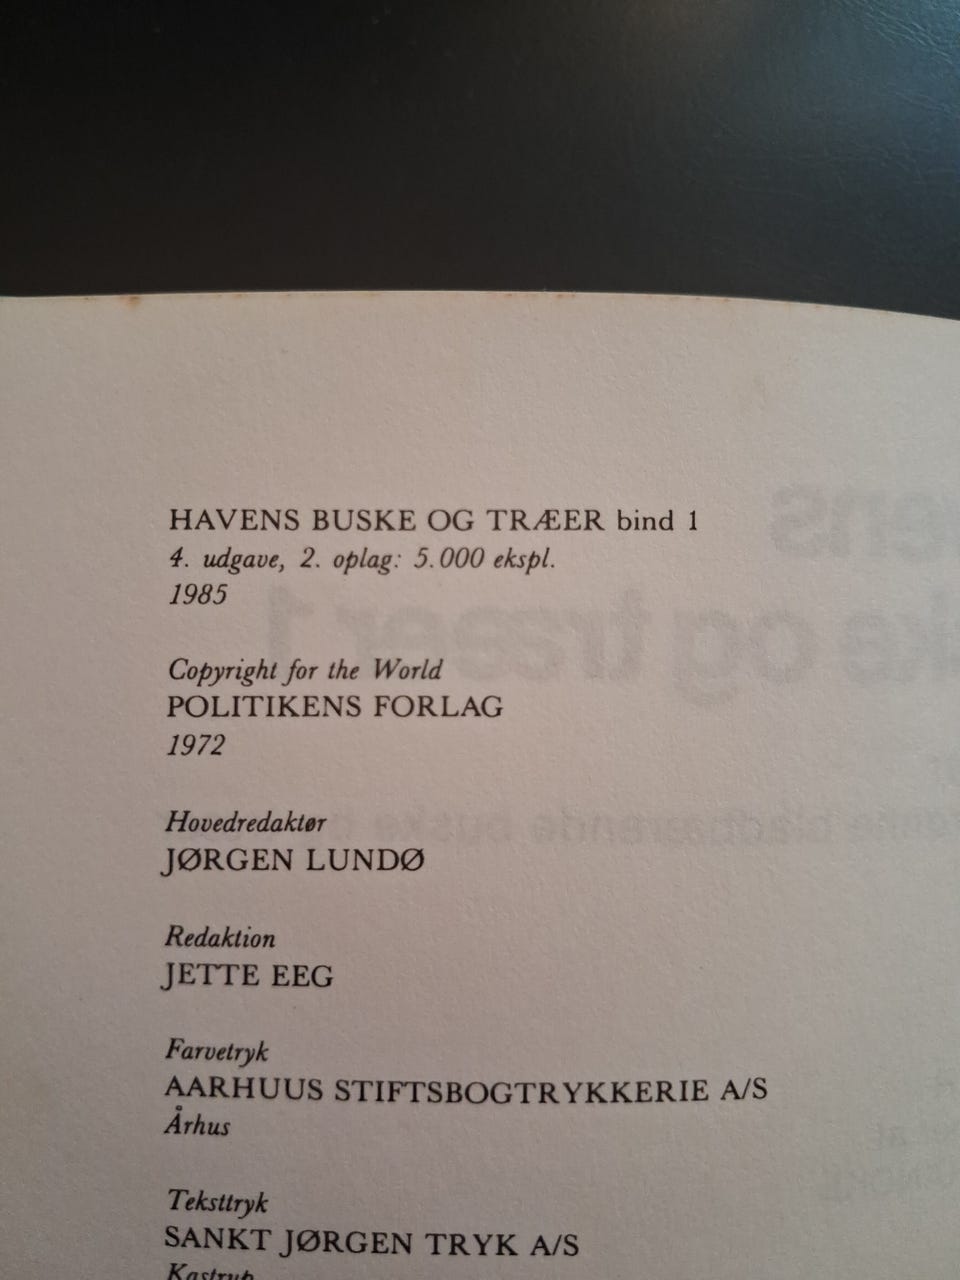 HAVENS BUSKE OG TRÆER bind 1
4. udgave, 2. oplag: 5.000 ekspl.
1985
Copyright for the World
POLITIKENS FORLAG
1972
Hovedredaktør
JØRGEN LUNDØ
Redaktion
JETTE EEG
Farvetryk
AARHUUS STIFTSBOGTRYKKERIE A/S
Århus
Teksttryk
SANKT JØRGEN TRYK A/S
Kastrup